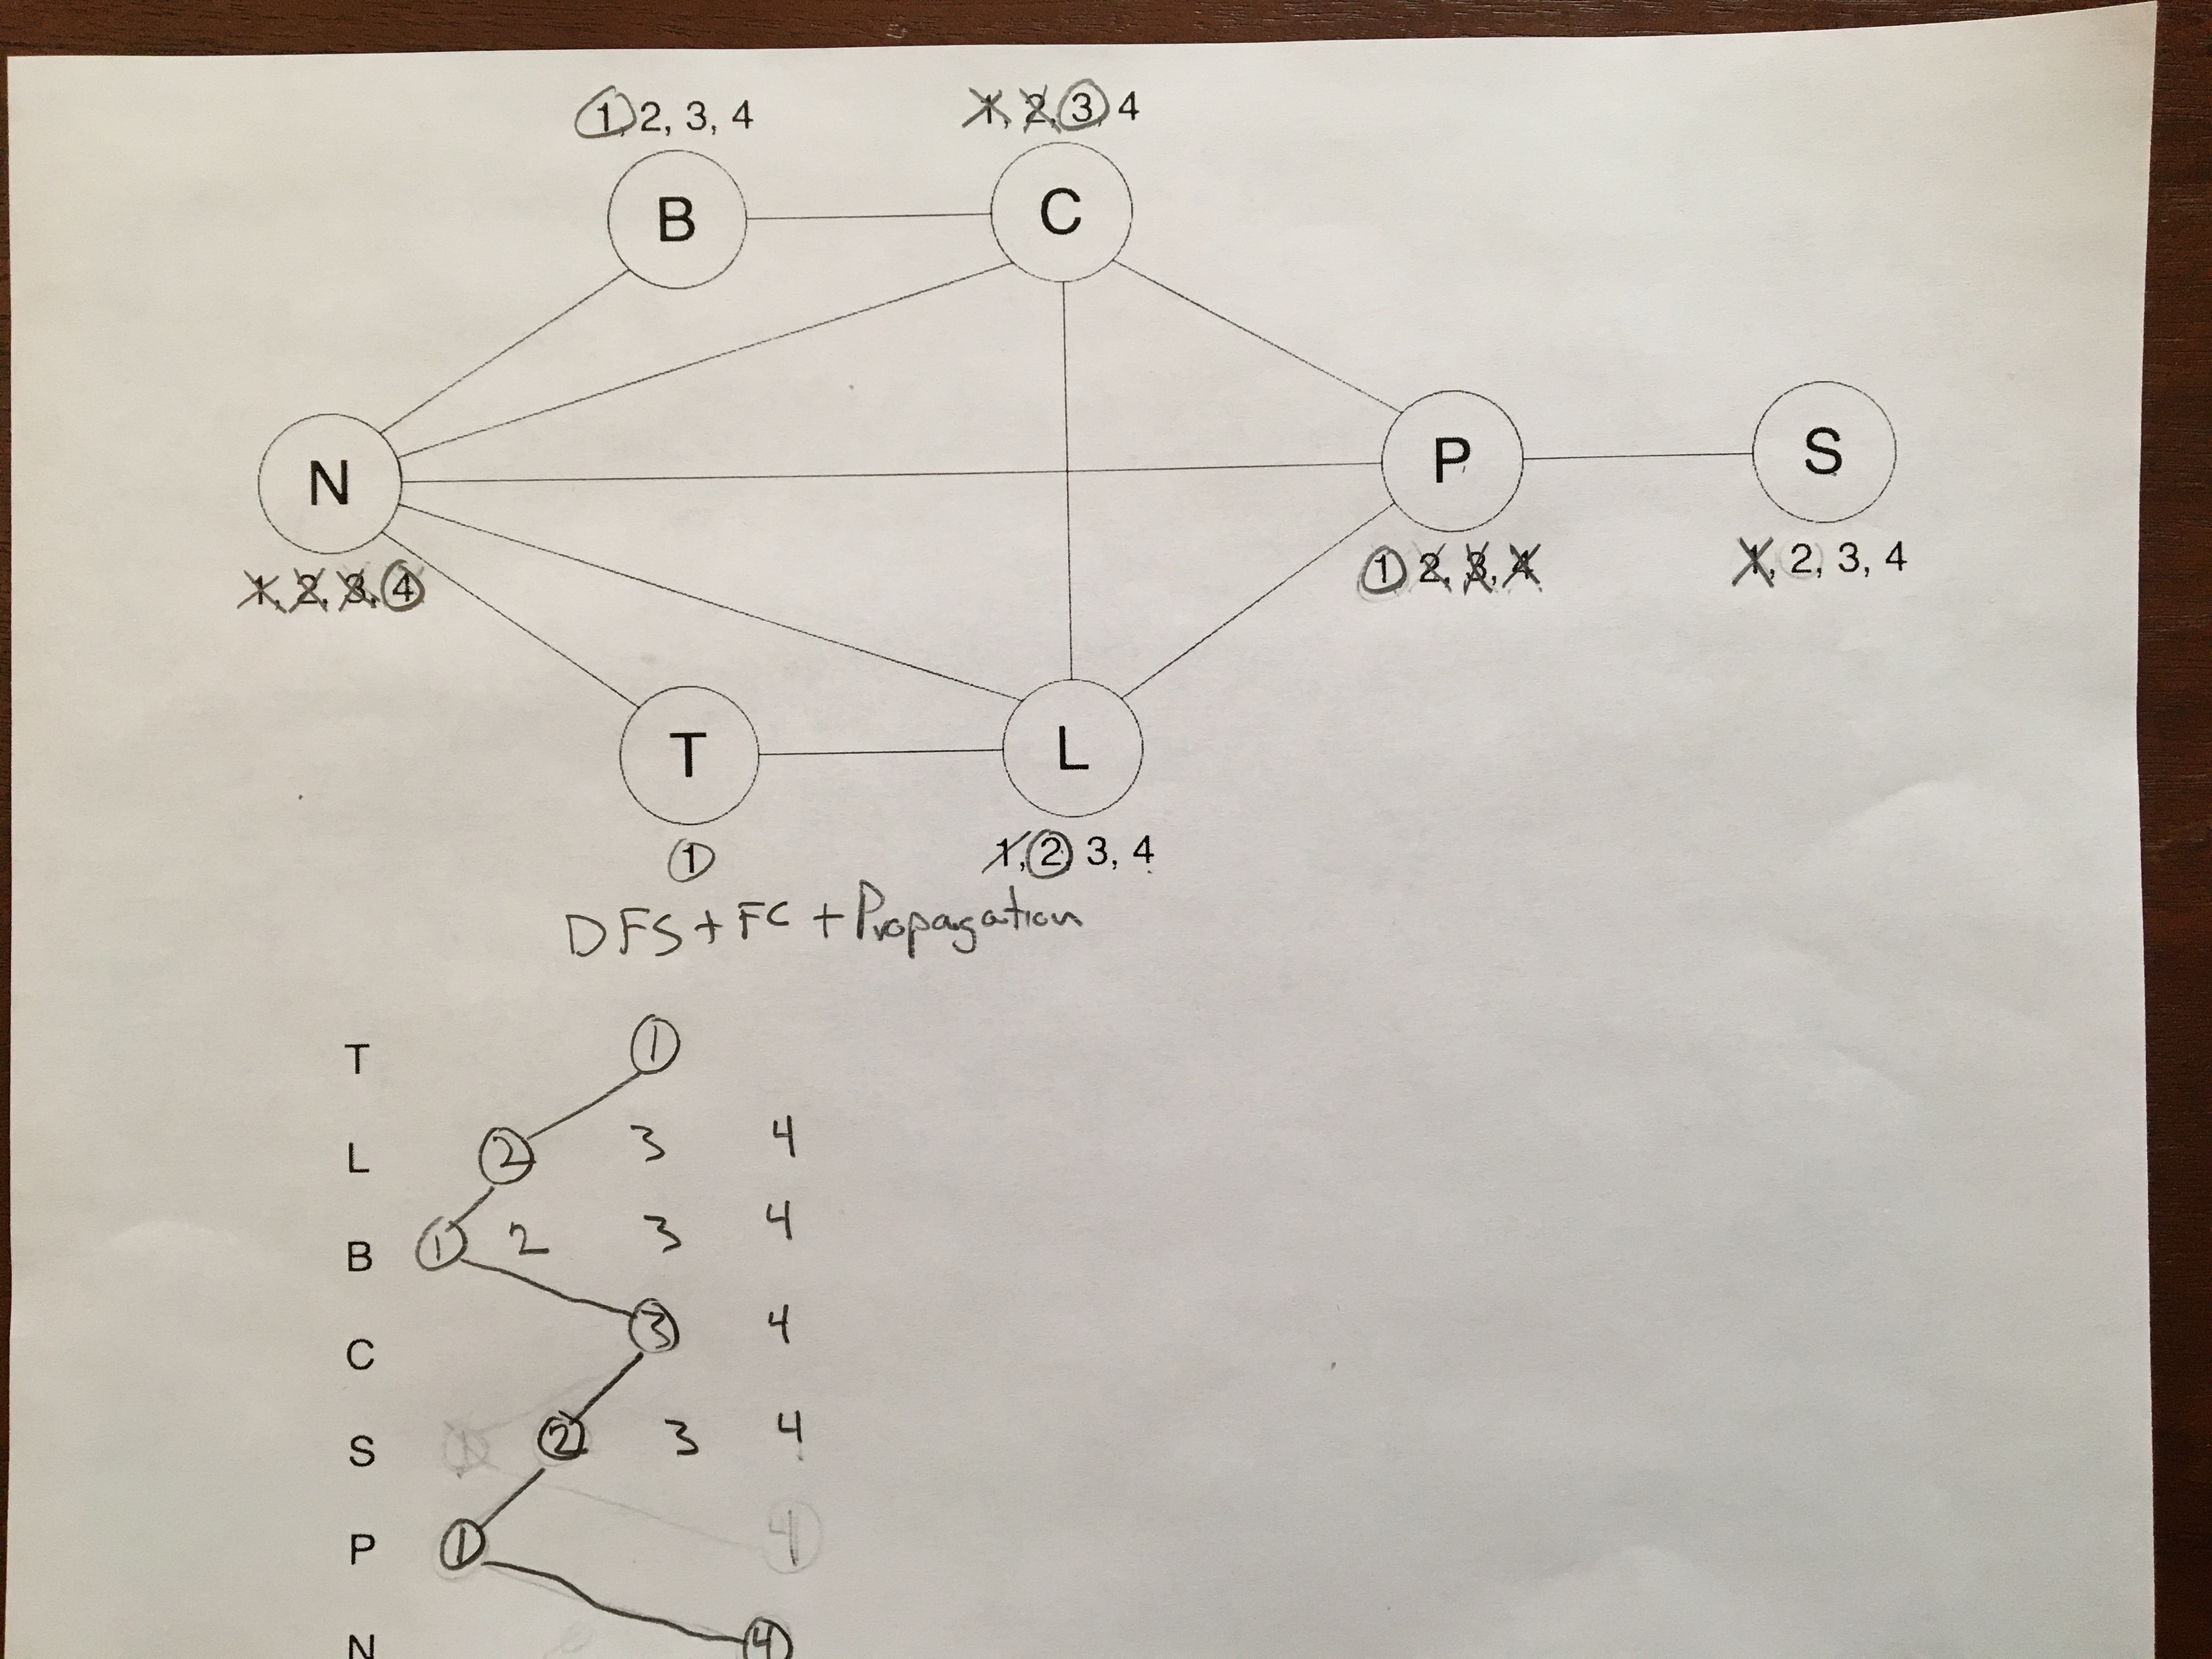 1, 2, 3, 4
1, 2, 3, 4
B
C
N
P
S
1, 2, 3, 4
1, 2, 3, 4
1, 2, 3, 4
T
L
1
1, 2, 3, 4
DFS + FC + Propagation
T 1
L 2 3 4
B 1 2 3 4
C 3 4
S 1 2 3 4
P 1 4
N 4